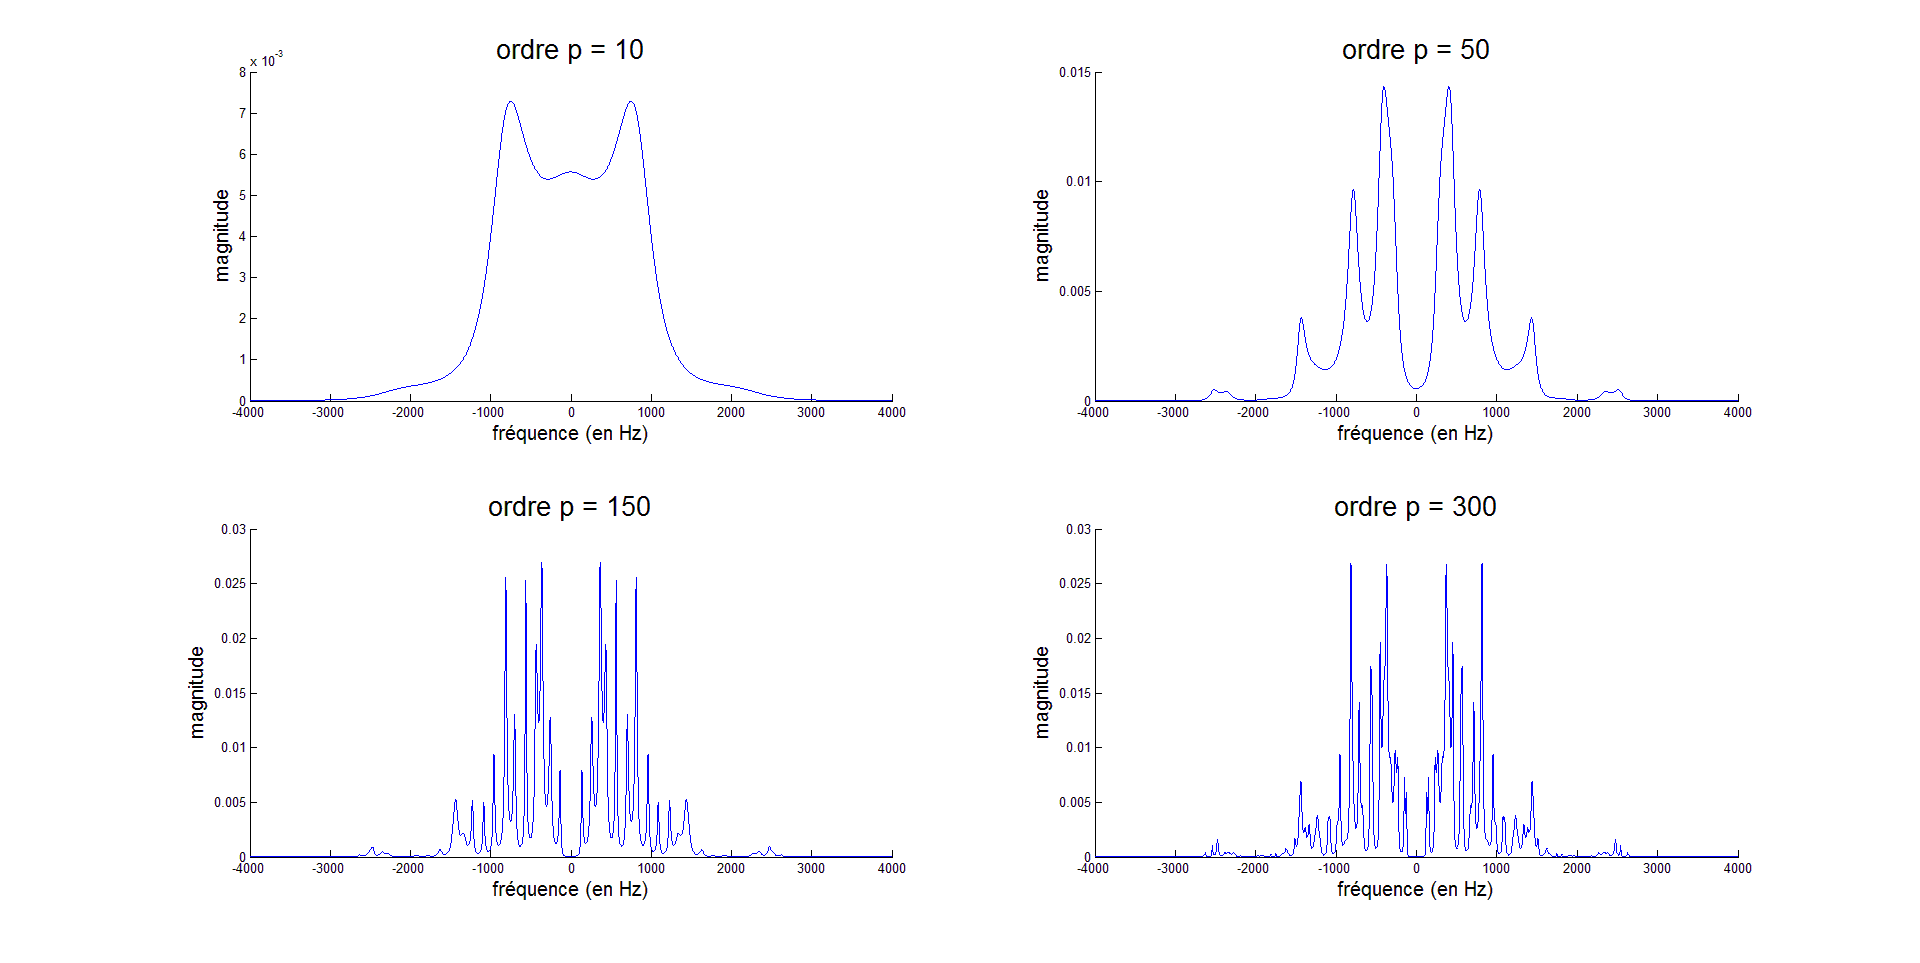 ordre p = 10
x 10^-3
8
7
6
5
4
3
2
1
0
magnitude
-4000 -3000 -2000 -1000 0 1000 2000 3000 4000
fréquence (en Hz)
ordre p = 50
0.015
0.01
0.005
0
magnitude
-4000 -3000 -2000 -1000 0 1000 2000 3000 4000
fréquence (en Hz)
ordre p = 150
0.03
0.025
0.02
0.015
0.01
0.005
0
magnitude
-4000 -3000 -2000 -1000 0 1000 2000 3000 4000
fréquence (en Hz)
ordre p = 300
0.03
0.025
0.02
0.015
0.01
0.005
0
magnitude
-4000 -3000 -2000 -1000 0 1000 2000 3000 4000
fréquence (en Hz)